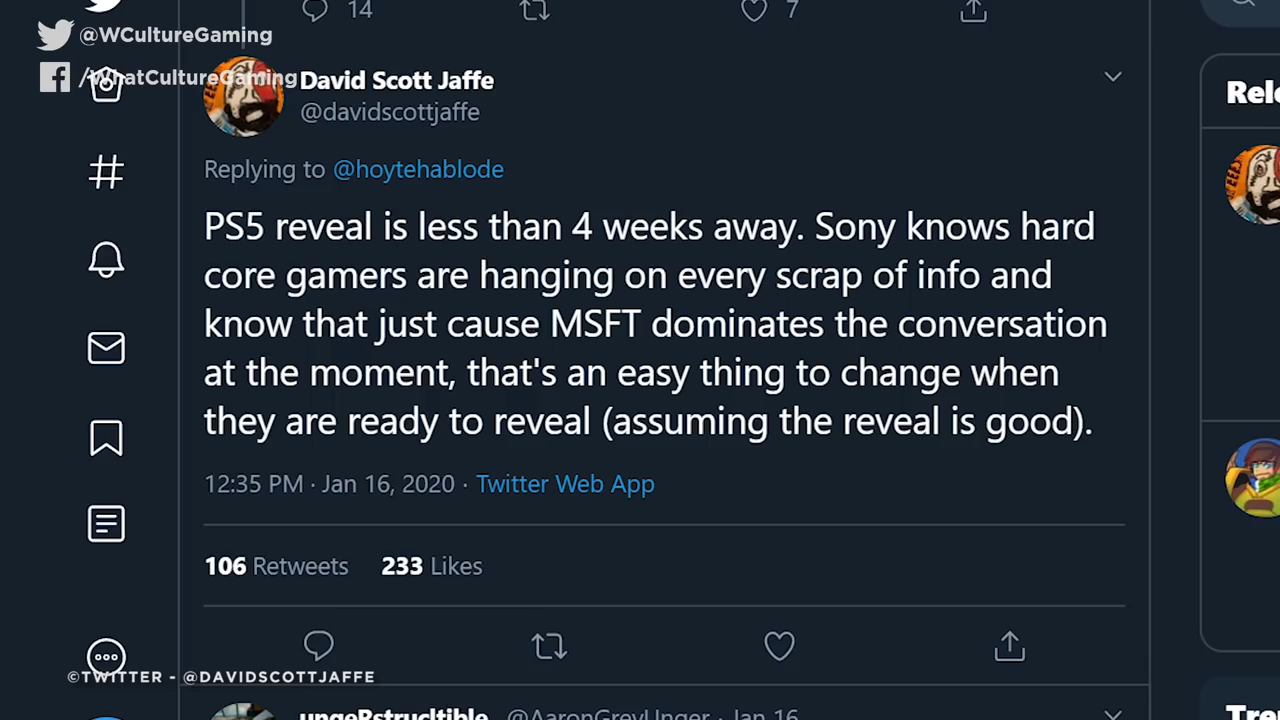 14
7
@WCultureGaming
/WhatCultureGaming
David Scott Jaffe
@davidscottjaffe
Replying to @hoytehablode
PS5 reveal is less than 4 weeks away. Sony knows hard
core gamers are hanging on every scrap of info and
know that just cause MSFT dominates the conversation
at the moment, that's an easy thing to change when
they are ready to reveal (assuming the reveal is good).
12:35 PM · Jan 16, 2020 · Twitter Web App
106 Retweets 233 Likes
©TWITTER - @DAVIDSCOTTJAFFE
ungeRstrucltible @AaronGreyUnger · Jan 16